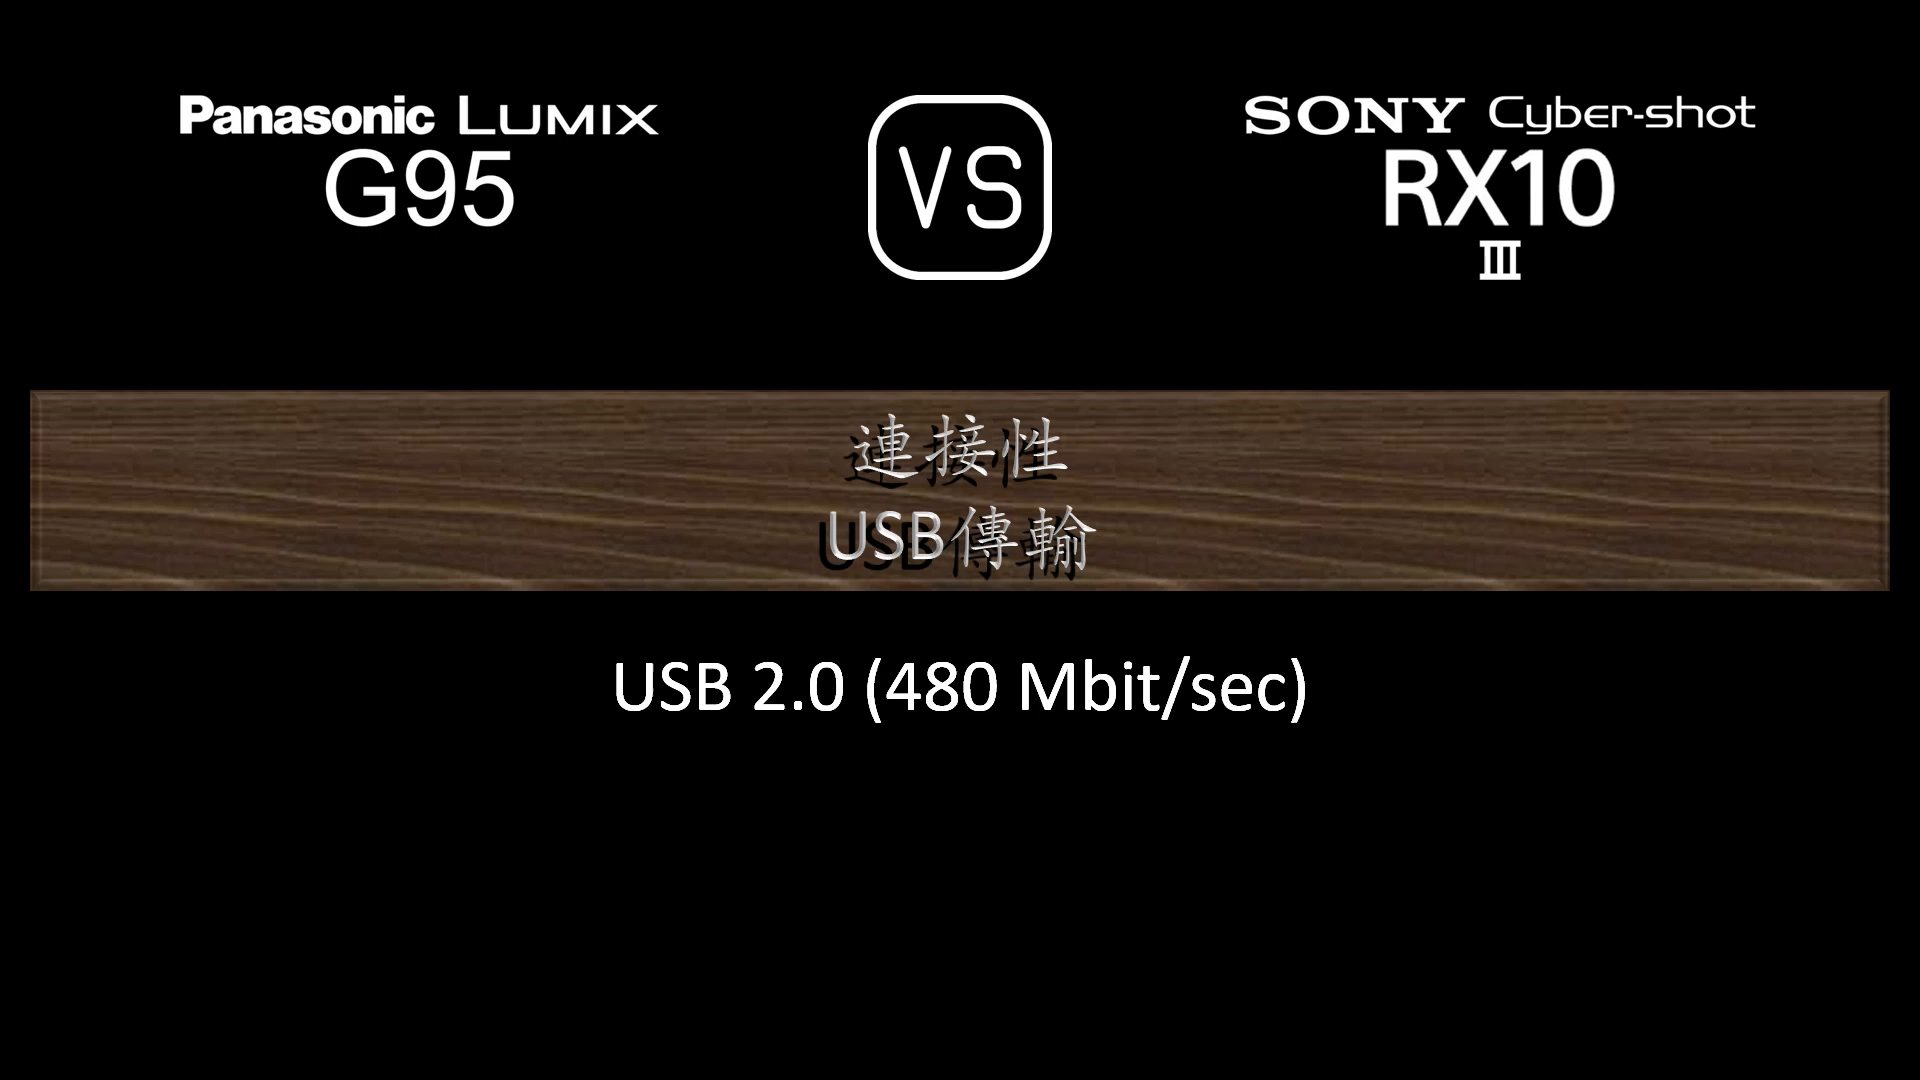 Panasonic LUMIX
G95
VS
SONY Cyber-shot
RX10
III
連接性
USB傳輸
USB 2.0 (480 Mbit/sec)